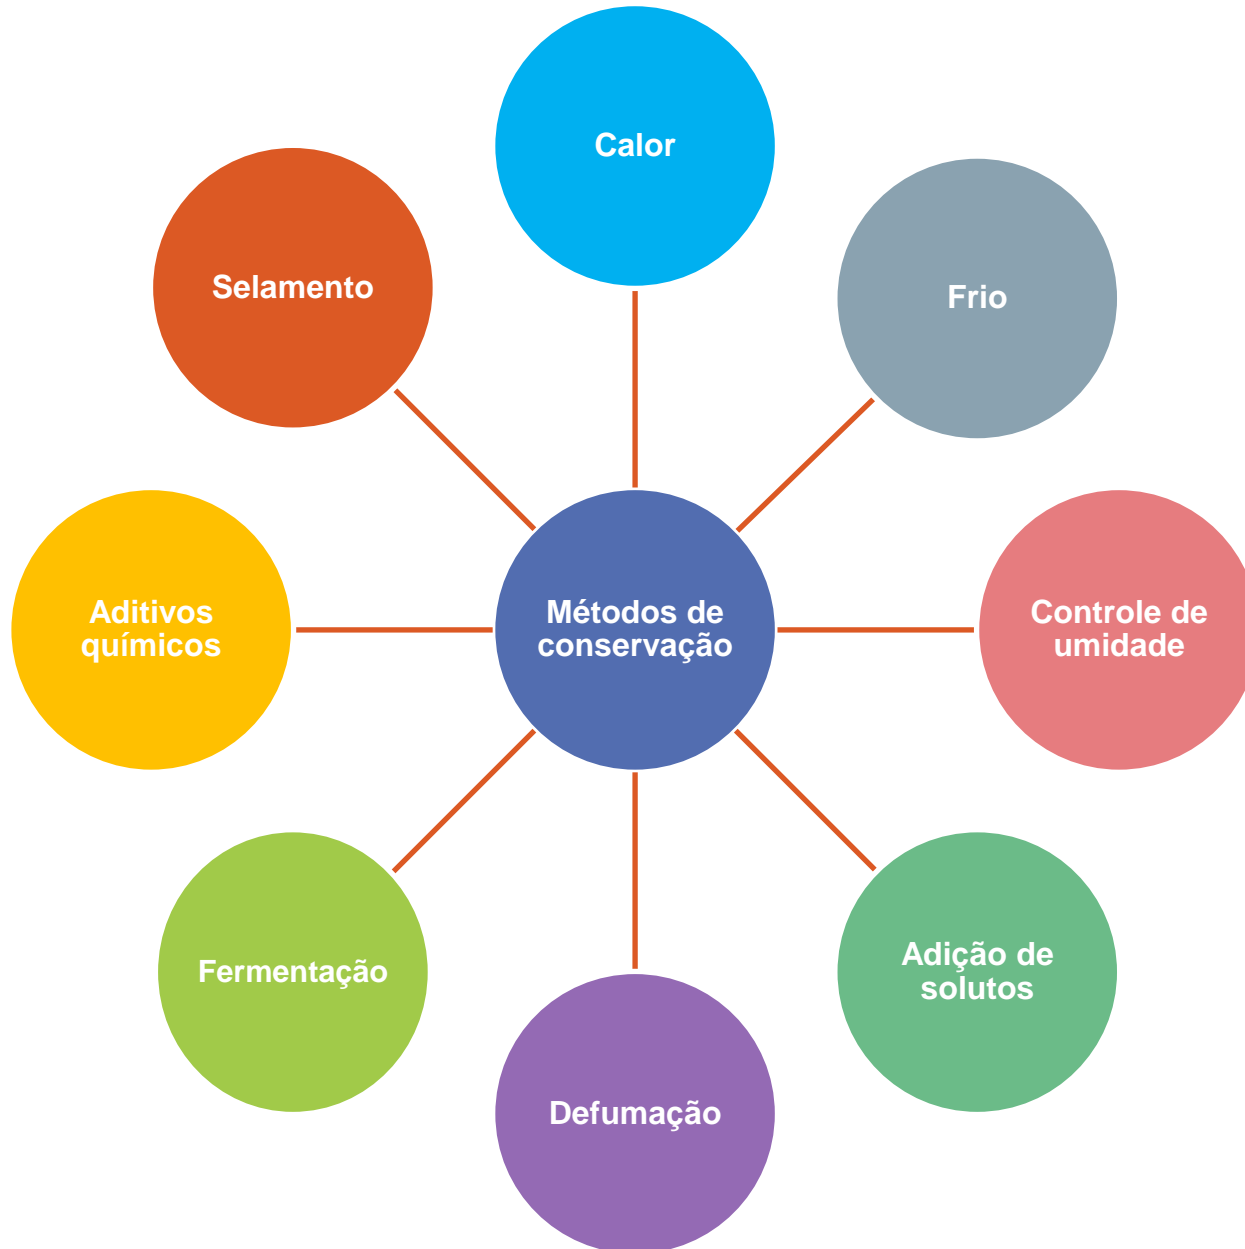 Calor
Selamento
Frio
Aditivos
químicos
Métodos de
conservação
Controle de
umidade
Fermentação
Adição de
solutos
Defumação